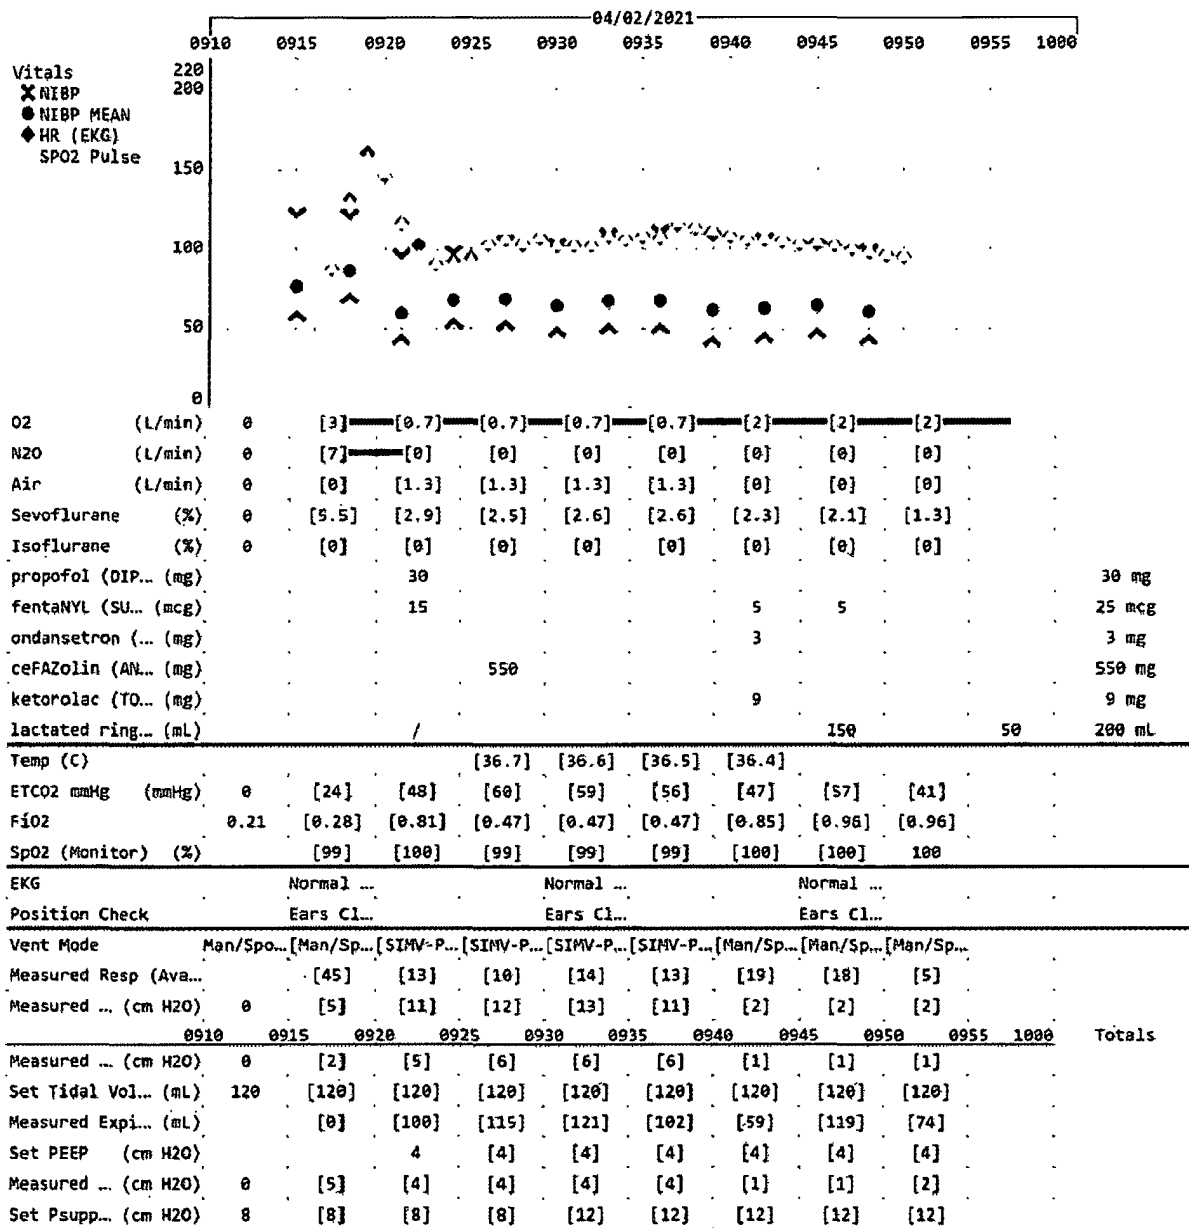 04/02/2021
0910 0915 0920 0925 0930 0935 0940 0945 0950 0955 1000
Vitals
NIBP
NIBP MEAN
HR (EKG)
SPO2 Pulse
220
200
150
100
50
0
O2 (L/min) 0 [3] [0.7] [0.7] [0.7] [0.7] [2] [2] [2]
N2O (L/min) 0 [7] [0] [0] [0] [0] [0] [0] [0]
Air (L/min) 0 [0] [1.3] [1.3] [1.3] [1.3] [0] [0] [0]
Sevoflurane (%) 0 [5.5] [2.9] [2.5] [2.6] [2.6] [2.3] [2.1] [1.3]
Isoflurane (%) 0 [0] [0] [0] [0] [0] [0] [0] [0]
propofol (DIP... (mg) 30 30 mg
fentaNYL (SU... (mcg) 15 5 5 25 mcg
ondansetron (... (mg) 3 3 mg
ceFAZolin (AN... (mg) 550 550 mg
ketorolac (TO... (mg) 9 9 mg
lactated ring... (mL) / 150 50 200 mL
Temp (C) [36.7] [36.6] [36.5] [36.4]
ETCO2 mmHg (mmHg) 0 [24] [48] [60] [59] [56] [47] [57] [41]
FiO2 0.21 [0.28] [0.81] [0.47] [0.47] [0.47] [0.85] [0.96] [0.96]
SpO2 (Monitor) (%) [99] [100] [99] [99] [99] [100] [100] 100
EKG Normal ... Normal ... Normal ...
Position Check Ears Cl... Ears Cl... Ears Cl...
Vent Mode Man/Spo... [Man/Sp... [SIMV-P... [SIMV-P... [SIMV-P... [SIMV-P... [Man/Sp... [Man/Sp... [Man/Sp...
Measured Resp (Ava... [45] [13] [10] [14] [13] [19] [18] [5]
Measured ... (cm H2O) 0 [5] [11] [12] [13] [11] [2] [2] [2]
0910 0915 0920 0925 0930 0935 0940 0945 0950 0955 1000 Totals
Measured ... (cm H2O) 0 [2] [5] [6] [6] [6] [1] [1] [1]
Set Tidal Vol... (mL) 120 [120] [120] [120] [120] [120] [120] [120] [120]
Measured Expi... (mL) [0] [100] [115] [121] [102] [59] [119] [74]
Set PEEP (cm H2O) 4 [4] [4] [4] [4] [4] [4]
Measured ... (cm H2O) 0 [5] [4] [4] [4] [4] [1] [1] [2]
Set Psupp... (cm H2O) 8 [8] [8] [8] [12] [12] [12] [12] [12]